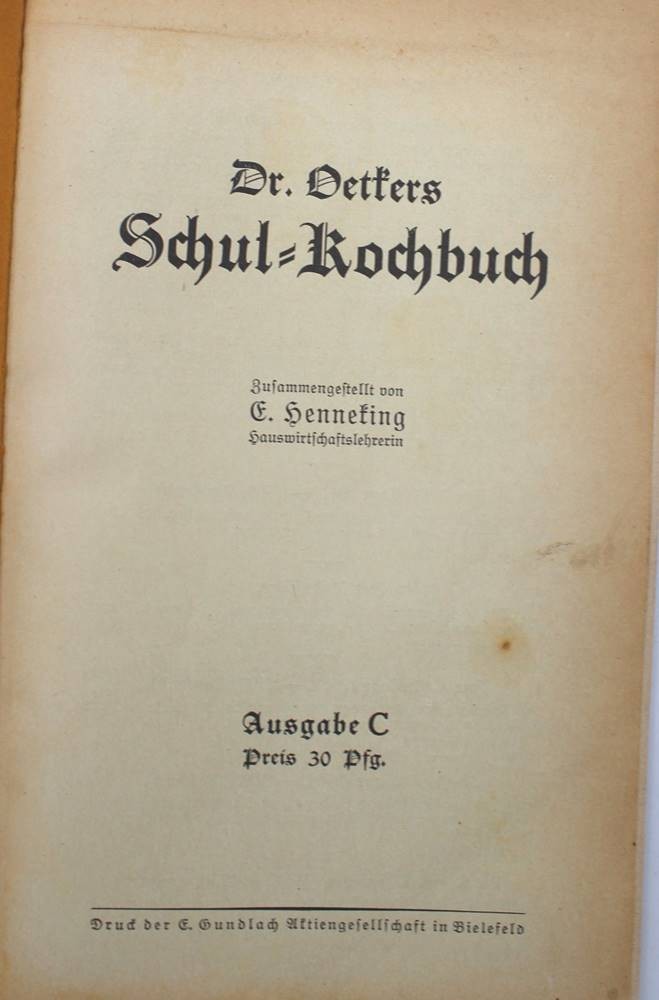 Dr. Oetkers
Schul=Kochbuch
Zuſammengeſtellt von
E. Henneking
Hauswirtſchaftslehrerin
Ausgabe C
Preis 30 Pfg.
Druck der E. Gundlach Aktiengeſellſchaft in Bielefeld